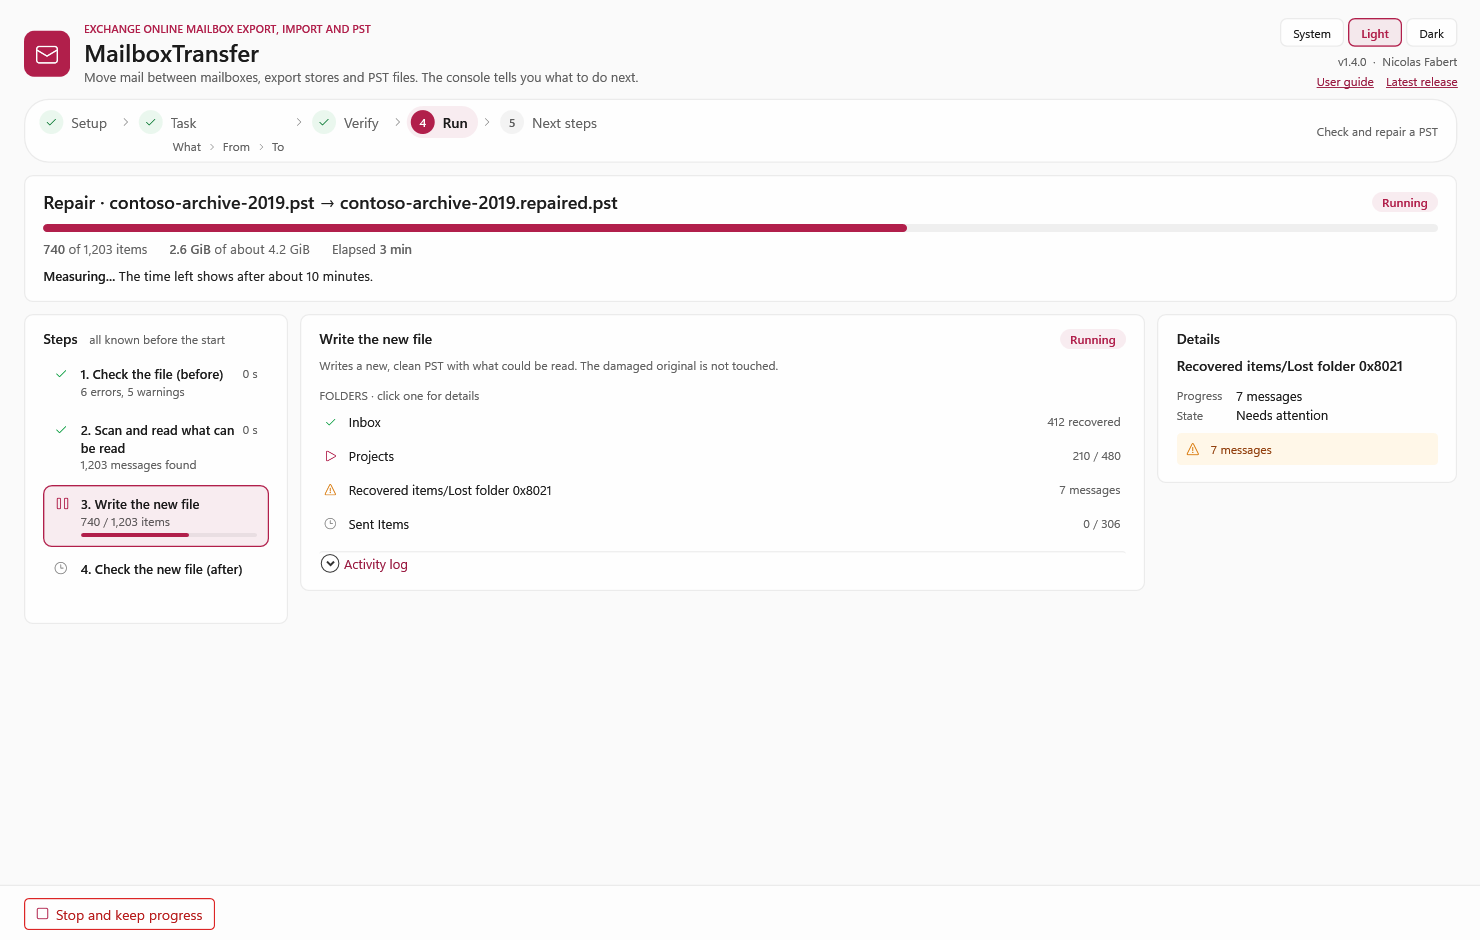 EXCHANGE ONLINE MAILBOX EXPORT, IMPORT AND PST
MailboxTransfer
Move mail between mailboxes, export stores and PST files. The console tells you what to do next.
System
Light
Dark
v1.4.0 · Nicolas Fabert
User guide
Latest release
Setup
Task
Verify
4 Run
5 Next steps
What > From > To
Check and repair a PST
Repair · contoso-archive-2019.pst → contoso-archive-2019.repaired.pst
Running
740 of 1,203 items
2.6 GiB of about 4.2 GiB
Elapsed 3 min
Measuring... The time left shows after about 10 minutes.
Steps all known before the start
1. Check the file (before) 0 s
6 errors, 5 warnings
2. Scan and read what can 0 s
be read
1,203 messages found
3. Write the new file
740 / 1,203 items
4. Check the new file (after)
Write the new file
Running
Writes a new, clean PST with what could be read. The damaged original is not touched.
FOLDERS · click one for details
Inbox 412 recovered
Projects 210 / 480
Recovered items/Lost folder 0x8021 7 messages
Sent Items 0 / 306
Activity log
Details
Recovered items/Lost folder 0x8021
Progress 7 messages
State Needs attention
7 messages
Stop and keep progress